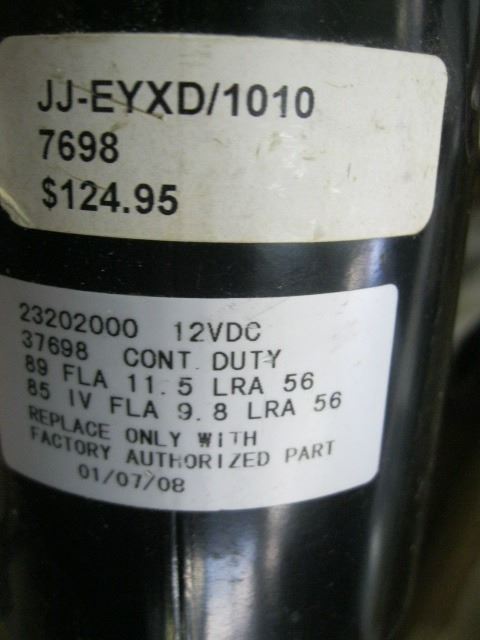 JJ-EYXD/1010
7698
$124.95
23202000 12VDC
37698 CONT DUTY
89 FLA 11.5 LRA 56
85 IV FLA 9.8 LRA 56
REPLACE ONLY WITH
FACTORY AUTHORIZED PART
01/07/08